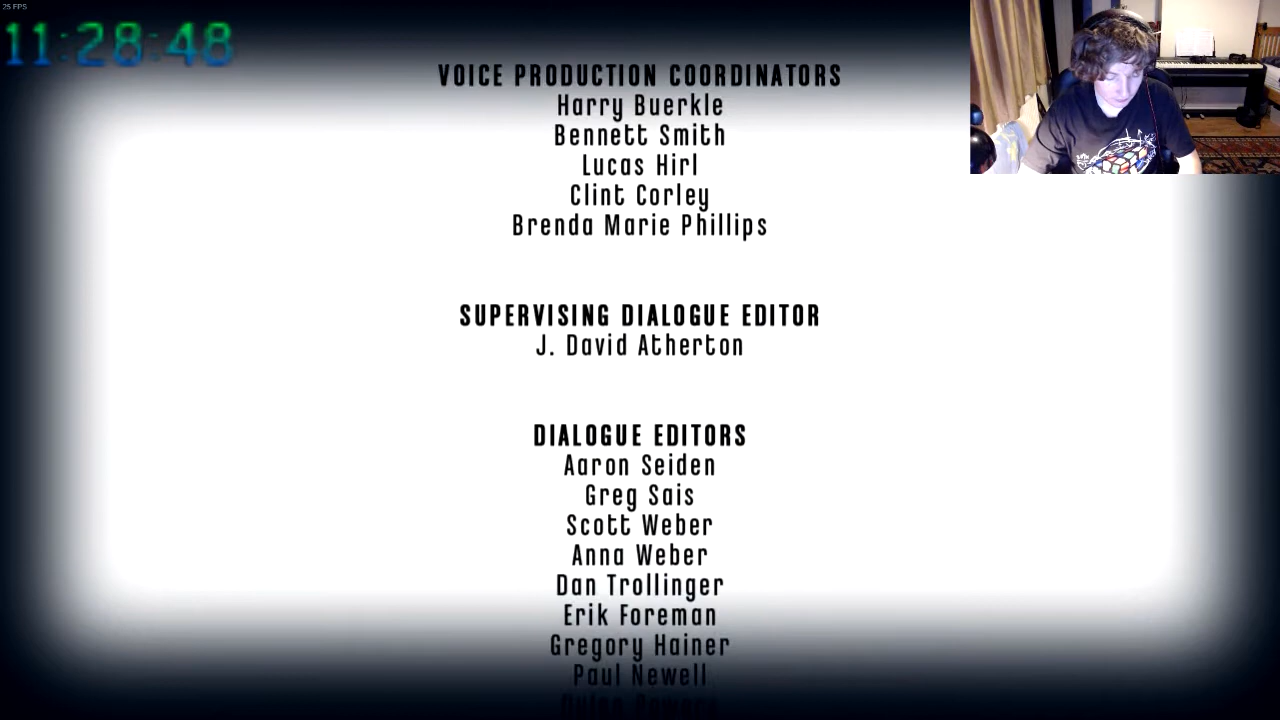 25 FPS
11:28:48
VOICE PRODUCTION COORDINATORS
Harry Buerkle
Bennett Smith
Lucas Hirl
Clint Corley
Brenda Marie Phillips
SUPERVISING DIALOGUE EDITOR
J. David Atherton
DIALOGUE EDITORS
Aaron Seiden
Greg Sais
Scott Weber
Anna Weber
Dan Trollinger
Erik Foreman
Gregory Hainer
Paul Newell